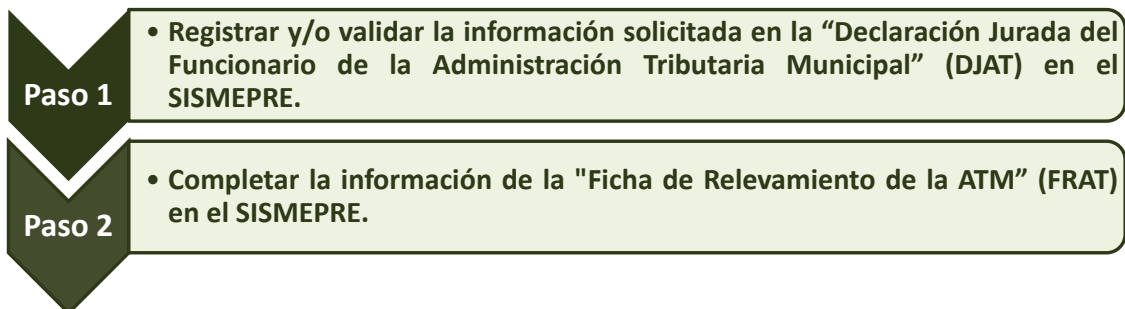 • Registrar y/o validar la información solicitada en la “Declaración Jurada del
Funcionario de la Administración Tributaria Municipal” (DJAT) en el
Paso 1
SISMEPRE.
• Completar la información de la "Ficha de Relevamiento de la ATM” (FRAT)
en el SISMEPRE.
Paso 2